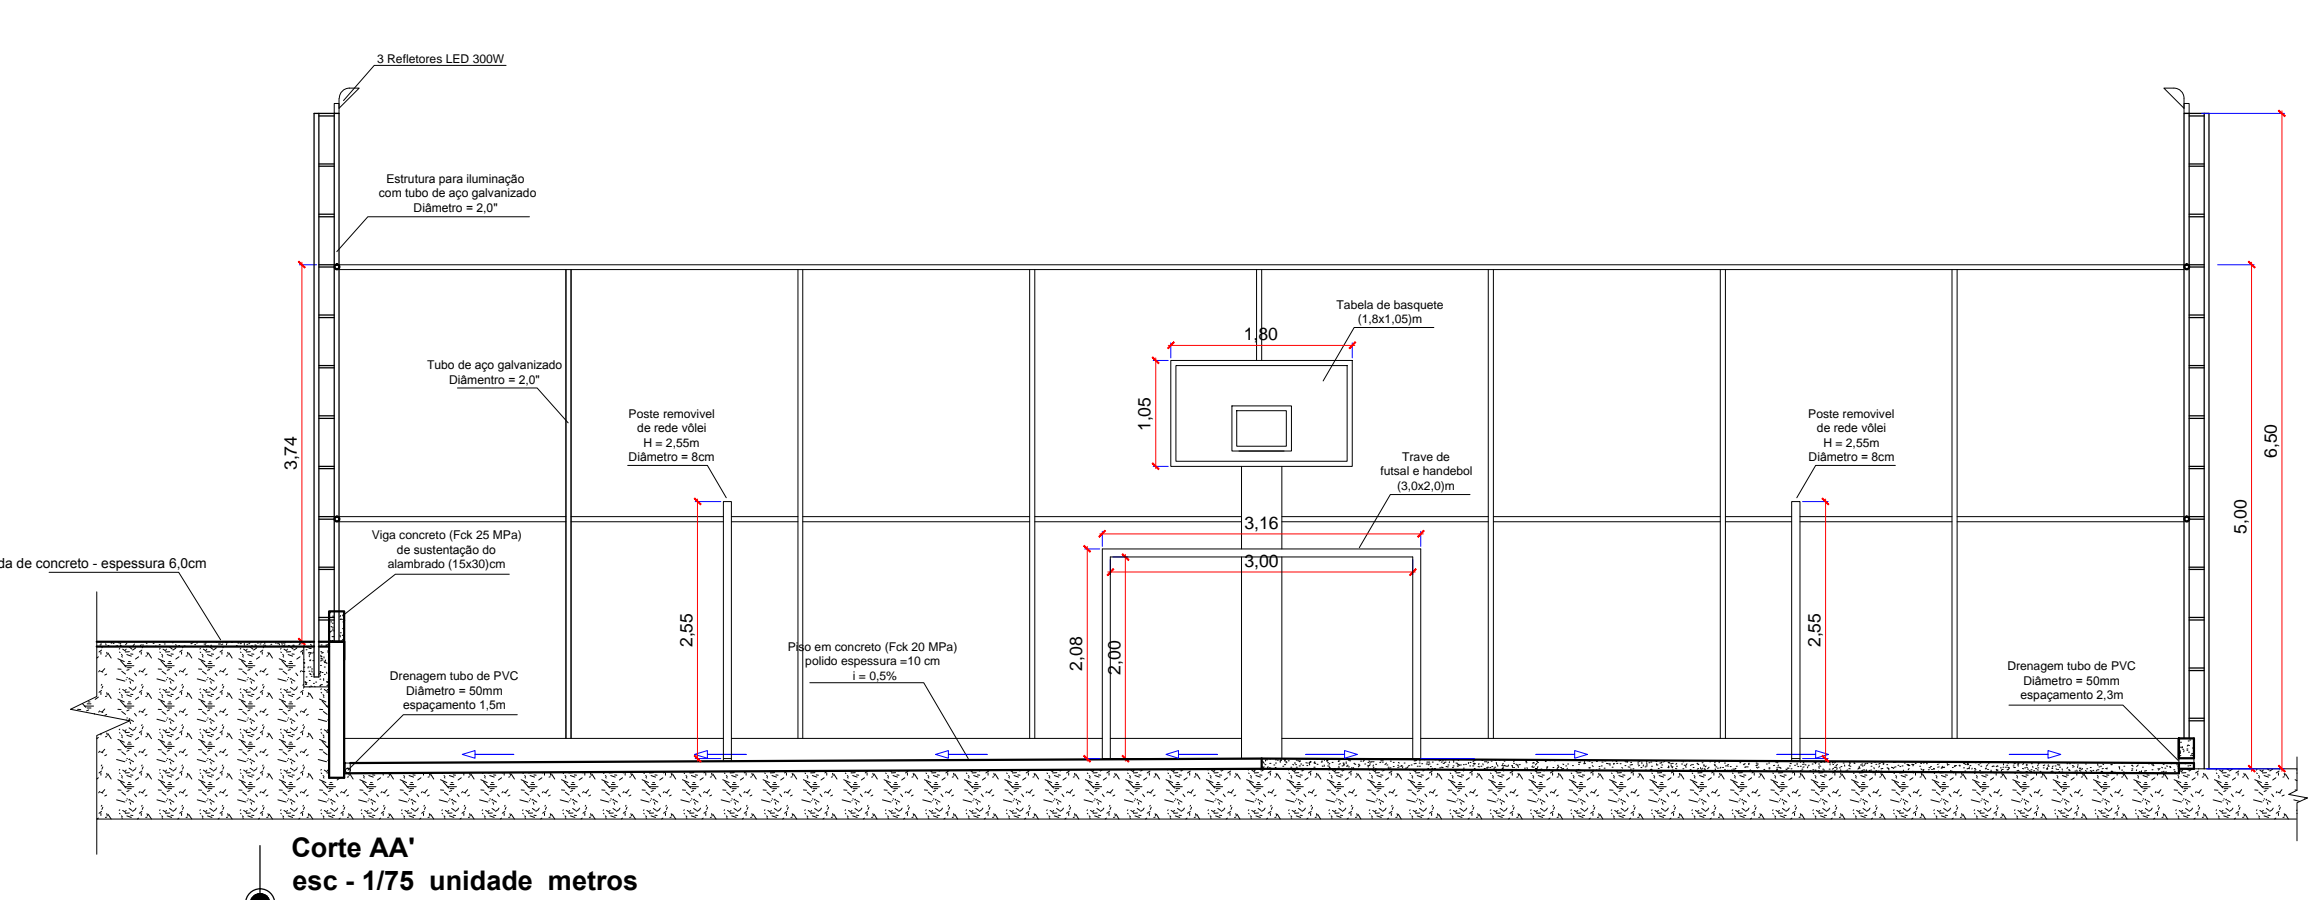 3 Refletores LED 300W
Estrutura para iluminação
com tubo de aço galvanizado
Diâmetro = 2,0"
Tabela de basquete
(1,8x1,05)m
1,80
Tubo de aço galvanizado
Diâmentro = 2,0"
1,05
Poste removivel
de rede vôlei
H = 2,55m
Diâmetro = 8cm
Poste removivel
de rede vôlei
H = 2,55m
Diâmetro = 8cm
3,74
6,50
Trave de
futsal e handebol
(3,0x2,0)m
5,00
3,16
3,00
Viga concreto (Fck 25 MPa)
de sustentação do
alambrado (15x30)cm
de concreto - espessura 6,0cm
2,55
2,08
2,00
2,55
Piso em concreto (Fck 20 MPa)
polido espessura =10 cm
i = 0,5%
Drenagem tubo de PVC
Diâmetro = 50mm
espaçamento 1,5m
Drenagem tubo de PVC
Diâmetro = 50mm
espaçamento 2,3m
Corte AA'
esc - 1/75 unidade metros